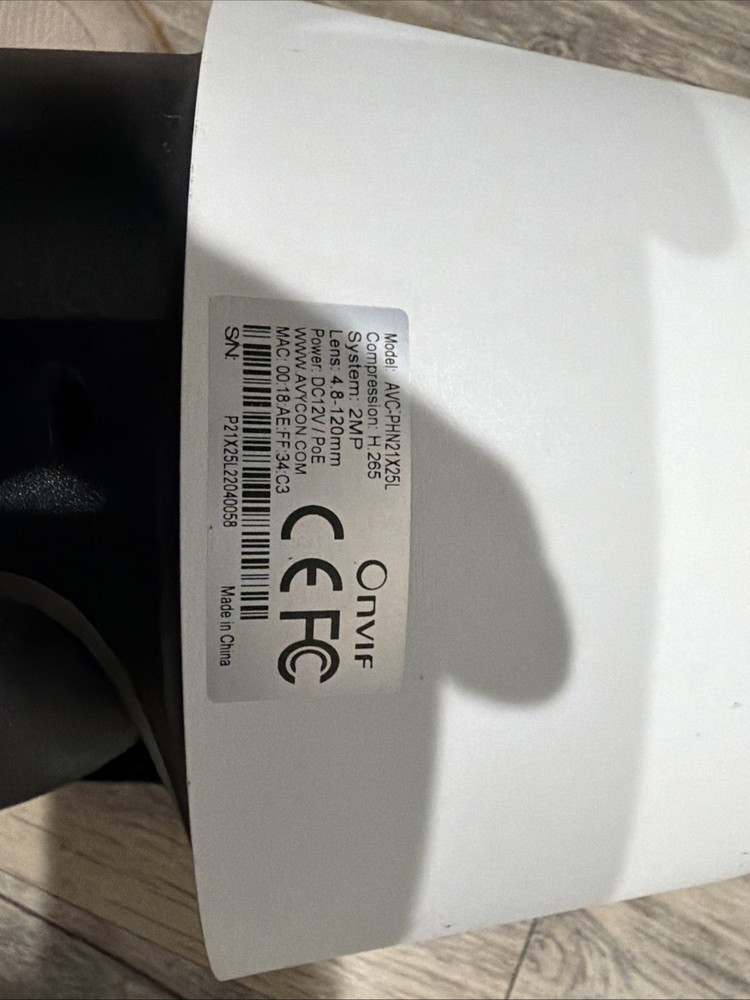 Model: AVC-PHN21X25L
Compression: H.265
System: 2MP
Lens: 4.8-120mm
Power: DC12V / PoE
WWW.AVYCON.COM
MAC: 00:18:AE:FF:34:C3
ONVIF
CE FC
S/N: P21X25L22040058 Made in China